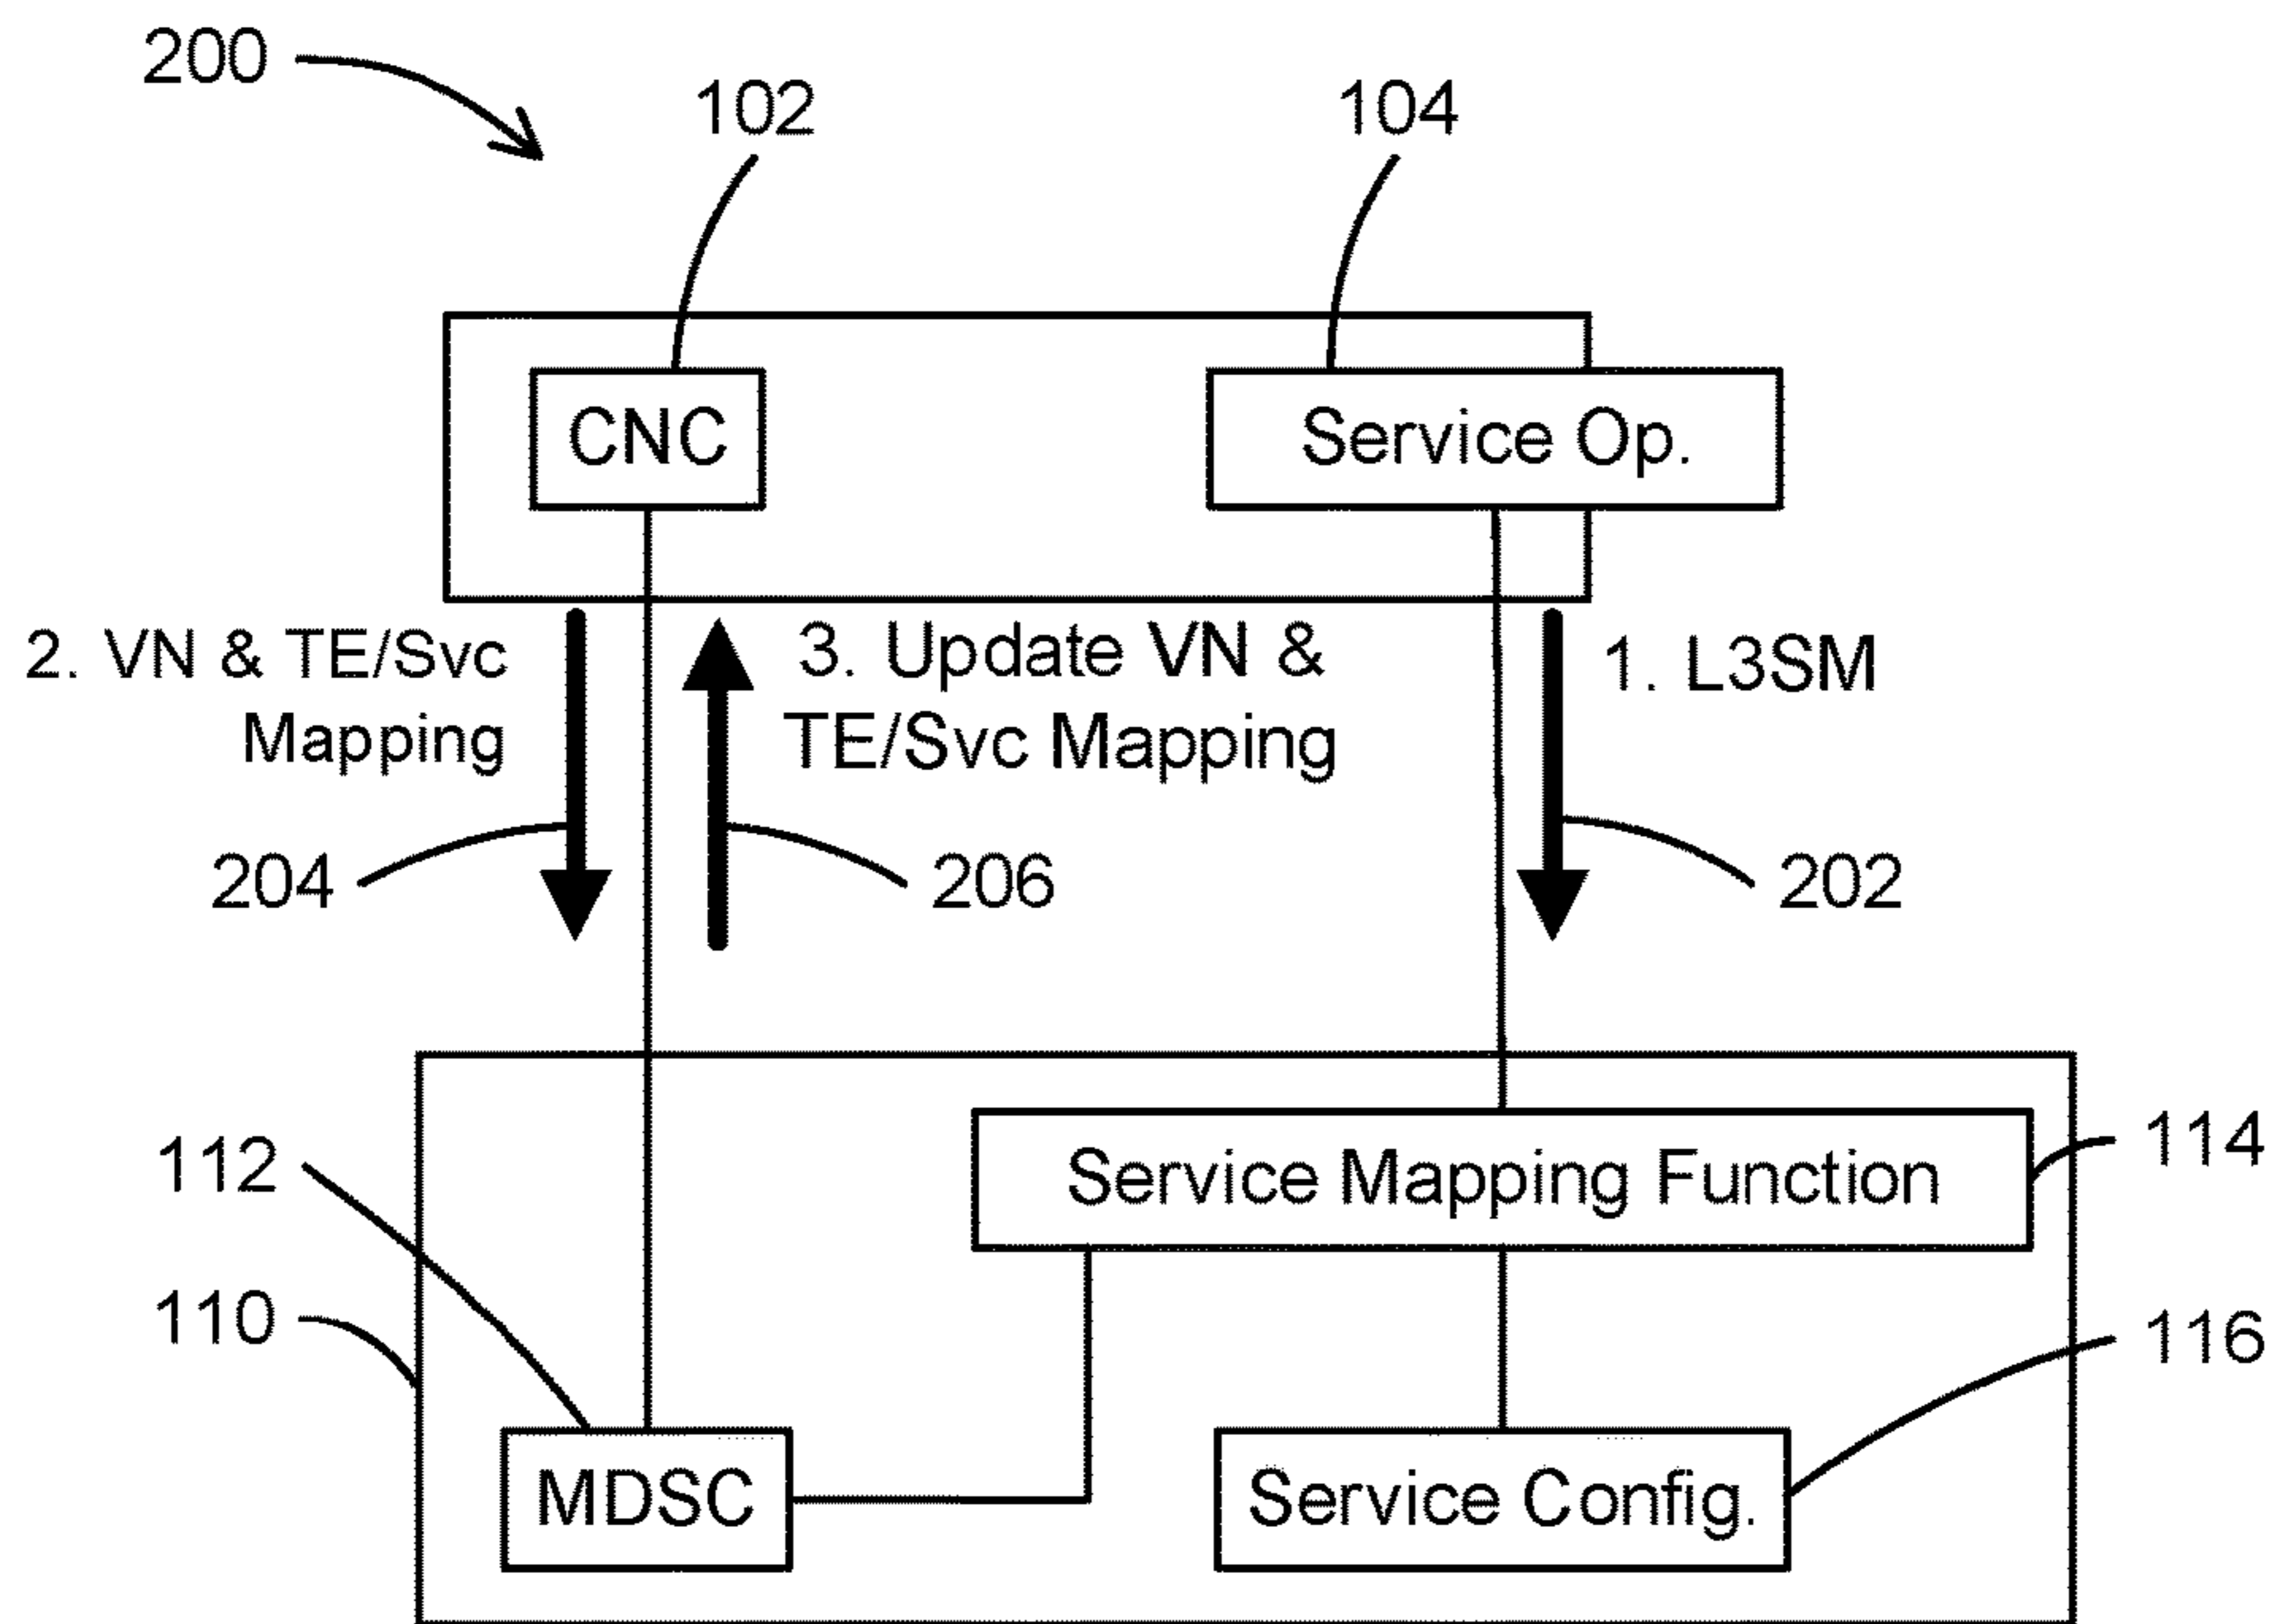 200
102
104
CNC
Service Op.
2. VN & TE/Svc
Mapping
3. Update VN &
TE/Svc Mapping
1. L3SM
204
206
202
112
114
Service Mapping Function
110
116
MDSC
Service Config.